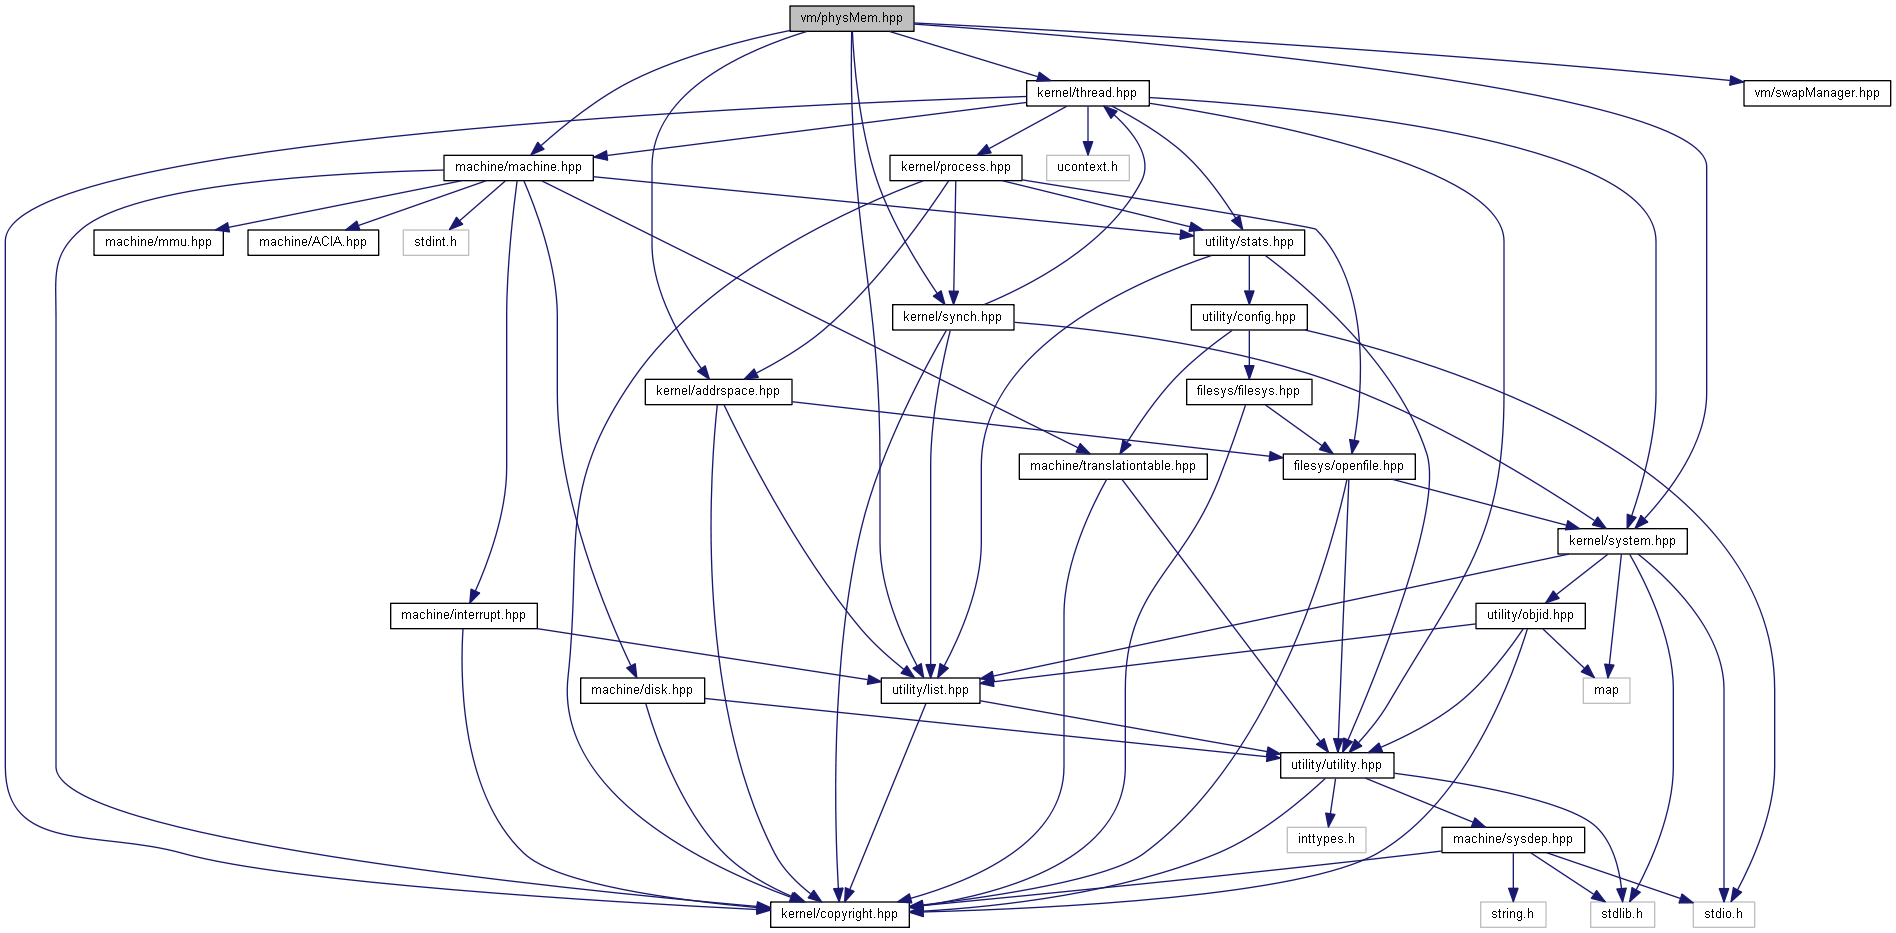 vm/physMem.hpp
kernel/thread.hpp
vm/swapManager.hpp
machine/machine.hpp
kernel/process.hpp
ucontext.h
machine/mmu.hpp
machine/ACIA.hpp
stdint.h
utility/stats.hpp
kernel/synch.hpp
utility/config.hpp
kernel/addrspace.hpp
filesys/filesys.hpp
machine/translationtable.hpp
filesys/openfile.hpp
kernel/system.hpp
machine/interrupt.hpp
utility/objid.hpp
machine/disk.hpp
utility/list.hpp
map
utility/utility.hpp
inttypes.h
machine/sysdep.hpp
kernel/copyright.hpp
string.h
stdlib.h
stdio.h